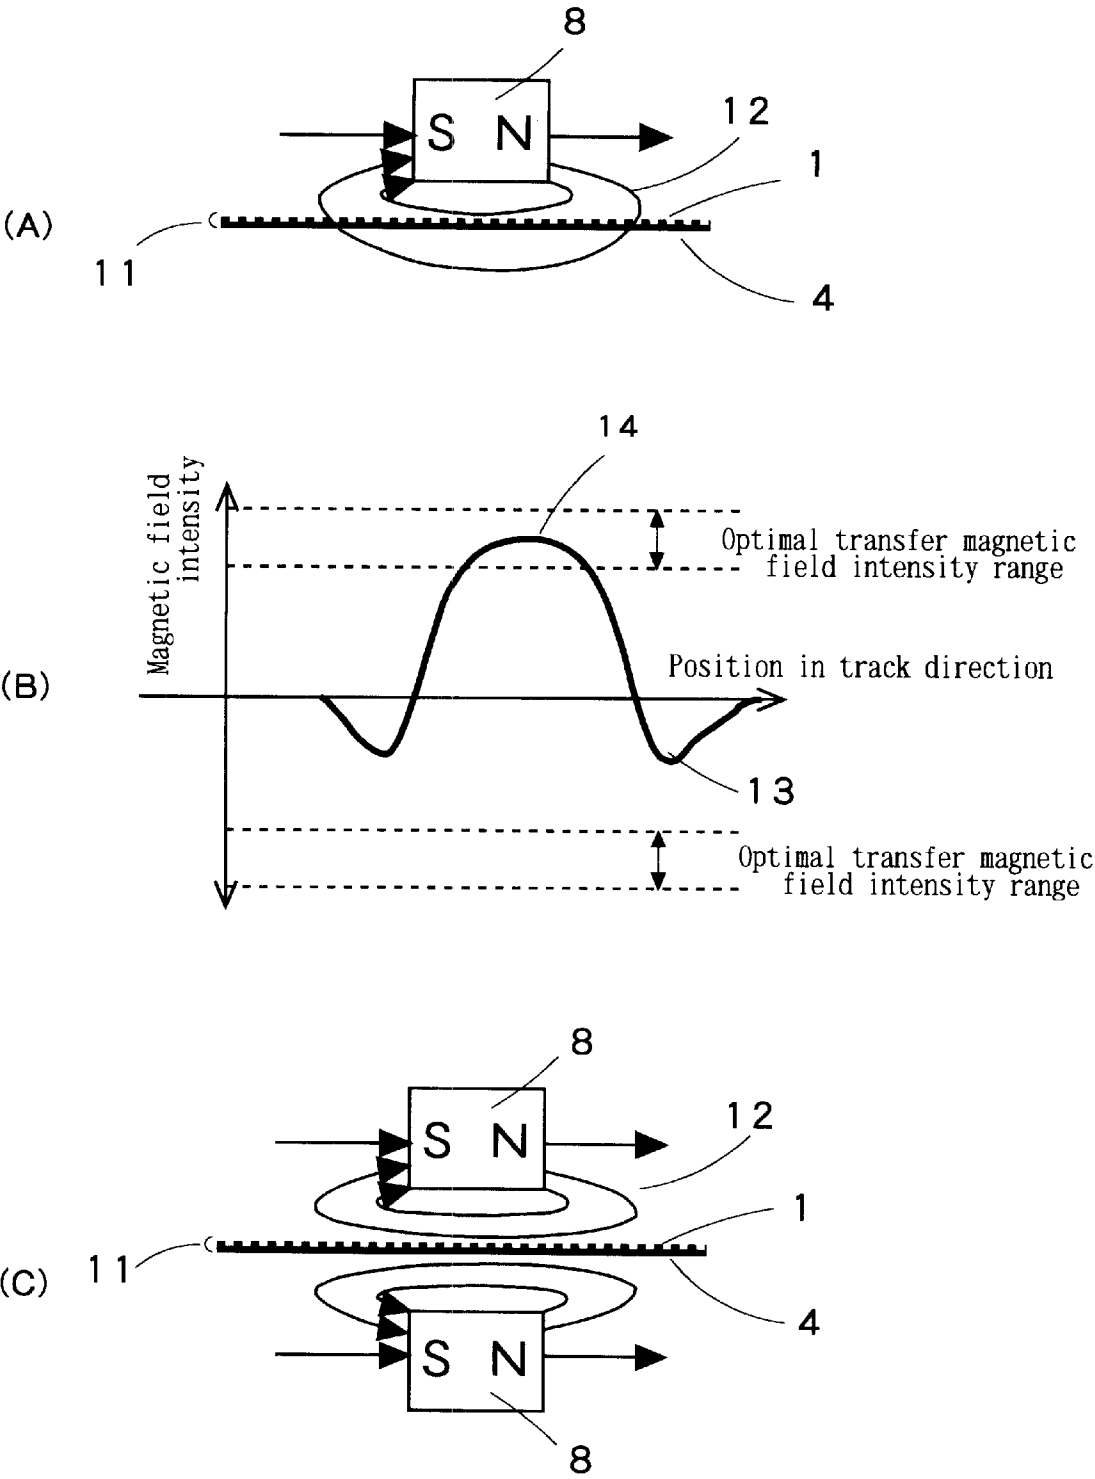 8
S N
12
1
(A)
11
4
14
Magnetic field
intensity
Optimal transfer magnetic
field intensity range
Position in track direction
(B)
13
Optimal transfer magnetic
field intensity range
8
S N
12
1
11
(C)
4
S N
8